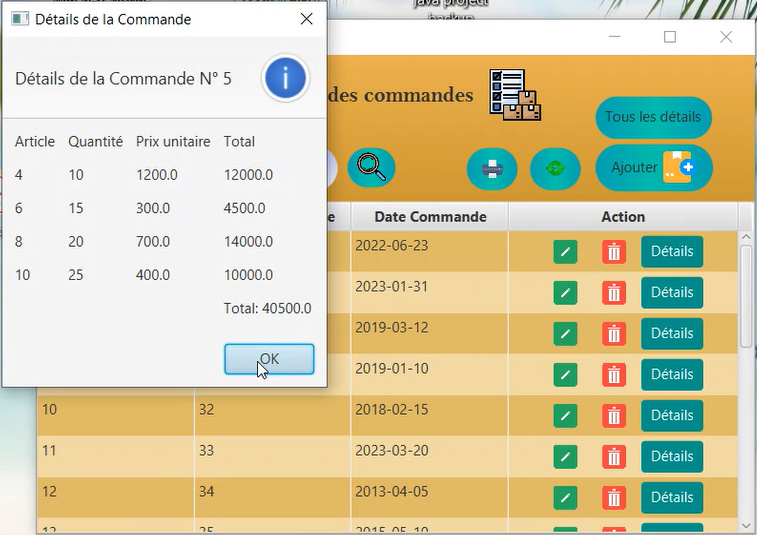 java project
backup
Détails de la Commande
Détails de la Commande N° 5
Article Quantité Prix unitaire Total
4 10 1200.0 12000.0
6 15 300.0 4500.0
8 20 700.0 14000.0
10 25 400.0 10000.0
Total: 40500.0
OK
des commandes
Tous les détails
Ajouter
e Date Commande Action
2022-06-23 Détails
2023-01-31 Détails
2019-03-12 Détails
2019-01-10 Détails
10 32 2018-02-15 Détails
11 33 2023-03-20 Détails
12 34 2013-04-05 Détails
13 35 2015-05-10 Détails